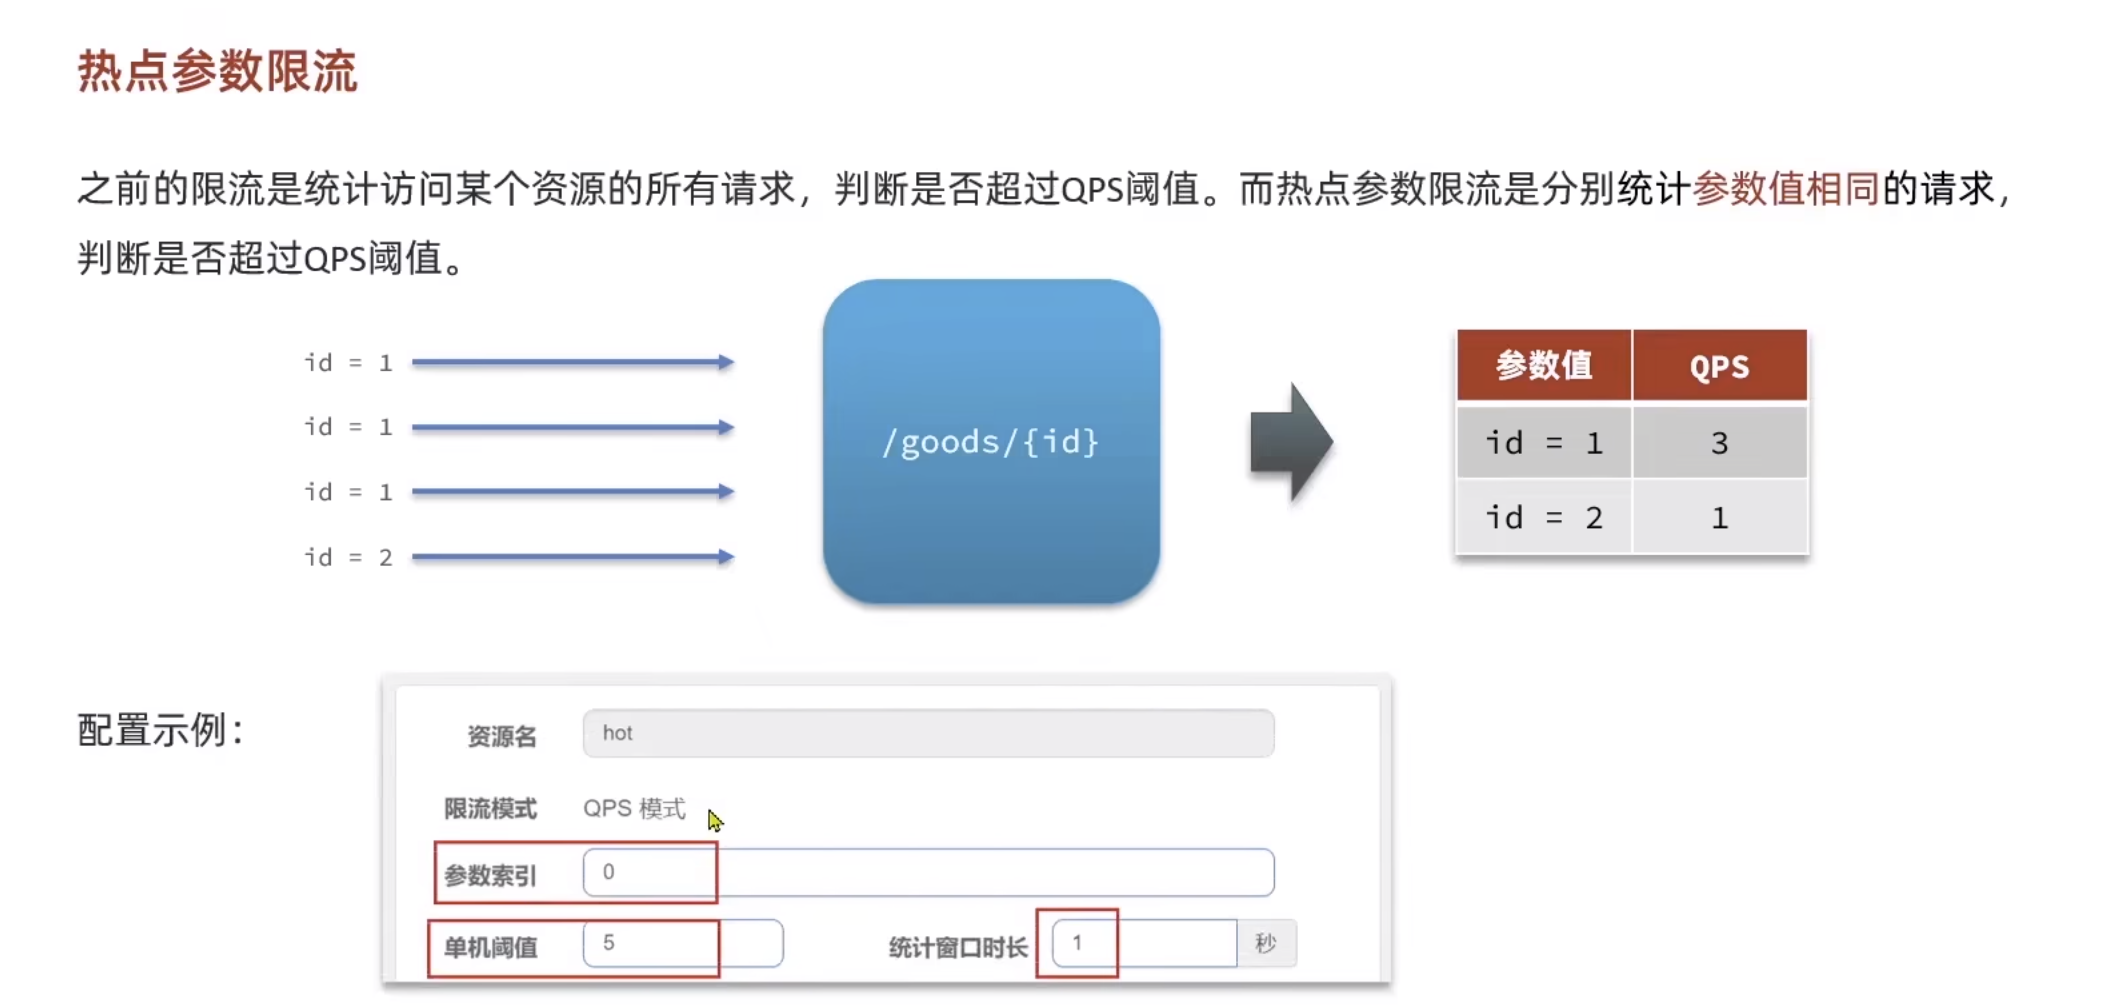 热点参数限流
之前的限流是统计访问某个资源的所有请求，判断是否超过QPS阈值。而热点参数限流是分别统计参数值相同的请求，
判断是否超过QPS阈值。
id = 1
id = 1
id = 1
id = 2
/goods/{id}
参数值 QPS
id = 1 3
id = 2 1
配置示例：
资源名 hot
限流模式 QPS 模式
参数索引 0
单机阈值 5 统计窗口时长 1 秒